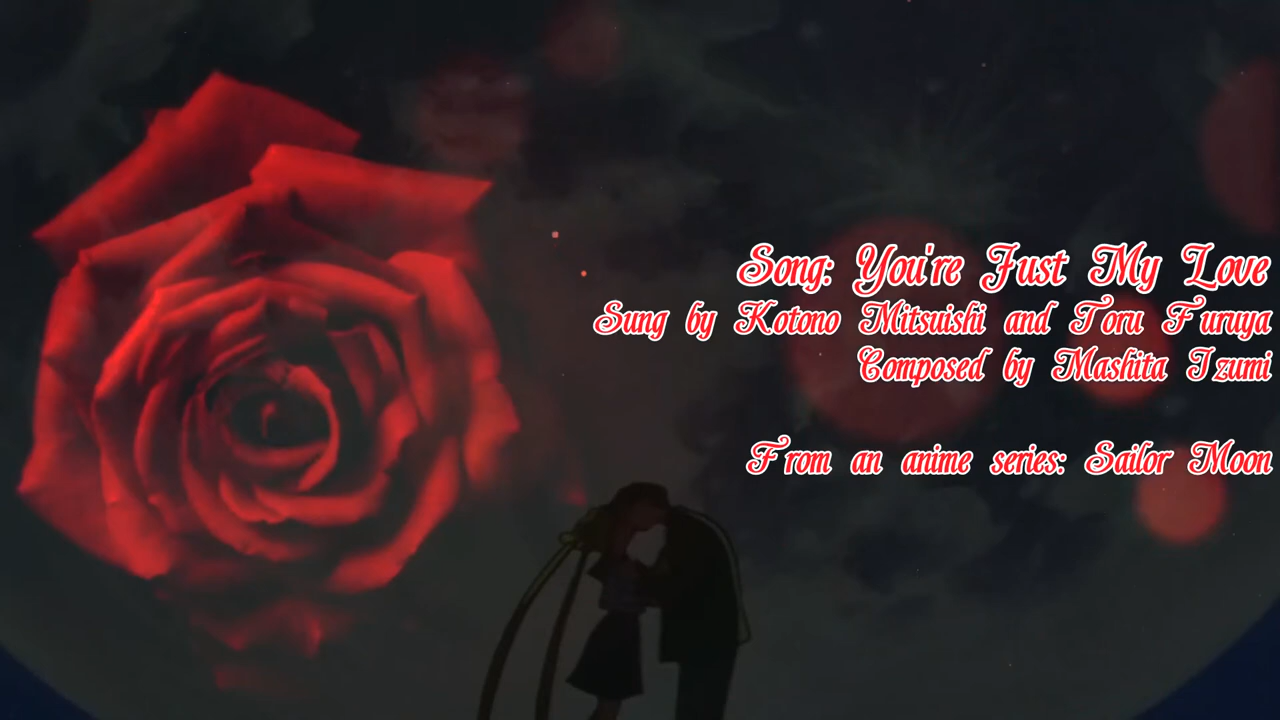 Song: You're Just My Love
Sung by Kotono Mitsuishi and Toru Furuya
Composed by Mashita Izumi
From an anime series: Sailor Moon